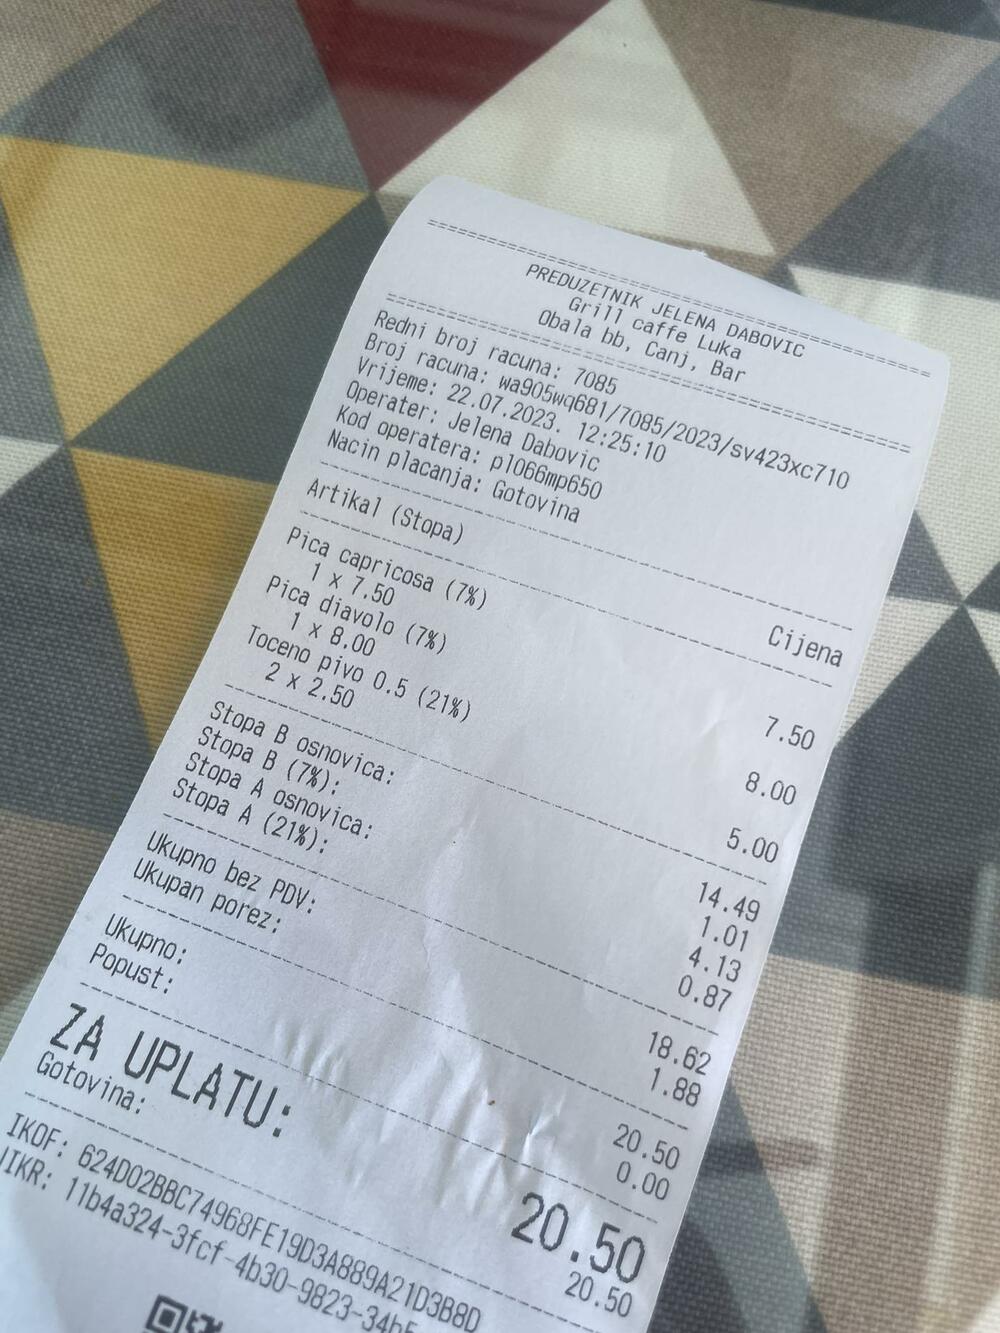 PREDUZETNIK JELENA DABOVIC
Grill caffe Luka
Obala bb, Canj, Bar
Redni broj racuna: 7085
Broj racuna: wa905wq681/7085/2023/sv423xc710
Vrijeme: 22.07.2023. 12:25:10
Operater: Jelena Dabovic
Kod operatera: pl066mp650
Nacin placanja: Gotovina
Artikal (Stopa) Cijena
Pica capricosa (7%)
1 x 7.50 7.50
Pica diavolo (7%)
1 x 8.00 8.00
Toceno pivo 0.5 (21%)
2 x 2.50 5.00
Stopa B osnovica: 14.49
Stopa B (7%): 1.01
Stopa A osnovica: 4.13
Stopa A (21%): 0.87
Ukupno bez PDV: 18.62
Ukupan porez: 1.88
Ukupno: 20.50
Popust: 0.00
ZA UPLATU: 20.50
Gotovina: 20.50
IKOF: 624D02BBC74968FE19D3A889A21D3B8D
JIKR: 11b4a324-3fcf-4b30-9823-34b5